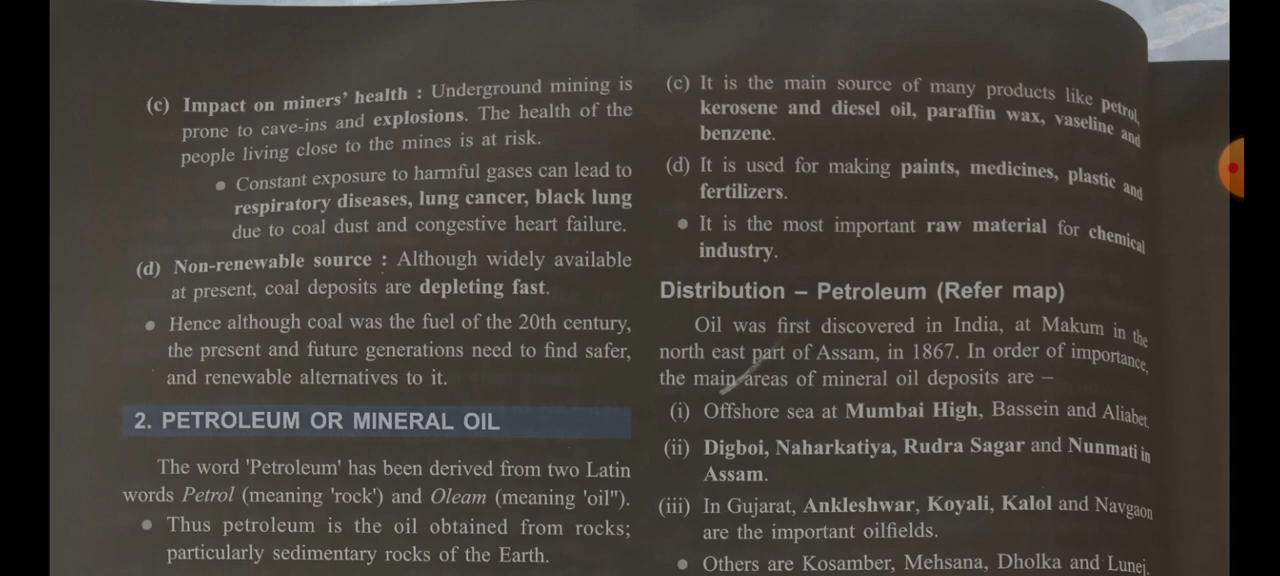 (c) Impact on miners' health : Underground mining is
prone to cave-ins and explosions. The health of the
people living close to the mines is at risk.
● Constant exposure to harmful gases can lead to
respiratory diseases, lung cancer, black lung
due to coal dust and congestive heart failure.
(d) Non-renewable source : Although widely available
at present, coal deposits are depleting fast.
● Hence although coal was the fuel of the 20th century,
the present and future generations need to find safer,
and renewable alternatives to it.
2. PETROLEUM OR MINERAL OIL
The word 'Petroleum' has been derived from two Latin
words Petrol (meaning 'rock') and Oleam (meaning 'oil").
● Thus petroleum is the oil obtained from rocks;
particularly sedimentary rocks of the Earth.
(c) It is the main source of many products like petrol,
kerosene and diesel oil, paraffin wax, vaseline and
benzene.
(d) It is used for making paints, medicines, plastic and
fertilizers.
● It is the most important raw material for chemical
industry.
Distribution – Petroleum (Refer map)
Oil was first discovered in India, at Makum in the
north east part of Assam, in 1867. In order of importance,
the main areas of mineral oil deposits are –
(i) Offshore sea at Mumbai High, Bassein and Aliabet.
(ii) Digboi, Naharkatiya, Rudra Sagar and Nunmati in
Assam.
(iii) In Gujarat, Ankleshwar, Koyali, Kalol and Navgaon
are the important oilfields.
● Others are Kosamber, Mehsana, Dholka and Lunej.